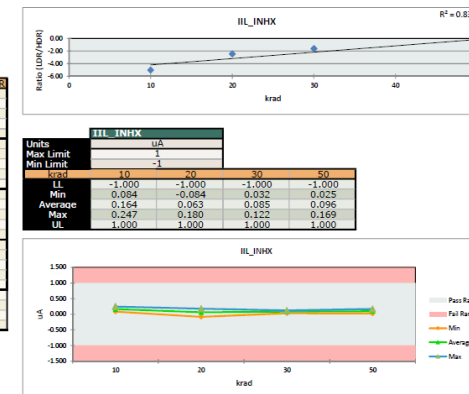 IIL_INHX
R² = 0.83
Ratio (LDR/HDR)
0.00
-2.00
-4.00
-6.00
0 10 20 30 40
krad
IIL_INHX
Units uA
Max Limit 1
Min Limit -1
krad 10 20 30 50
LL -1.000 -1.000 -1.000 -1.000
Min 0.084 -0.084 0.032 0.025
Average 0.164 0.063 0.085 0.096
Max 0.247 0.180 0.122 0.169
UL 1.000 1.000 1.000 1.000
IIL_INHX
uA
1.500
1.000
0.500
0.000
-0.500
-1.000
-1.500
10 20 30 50
krad
Pass Ra
Fail Ran
Min
Average
Max